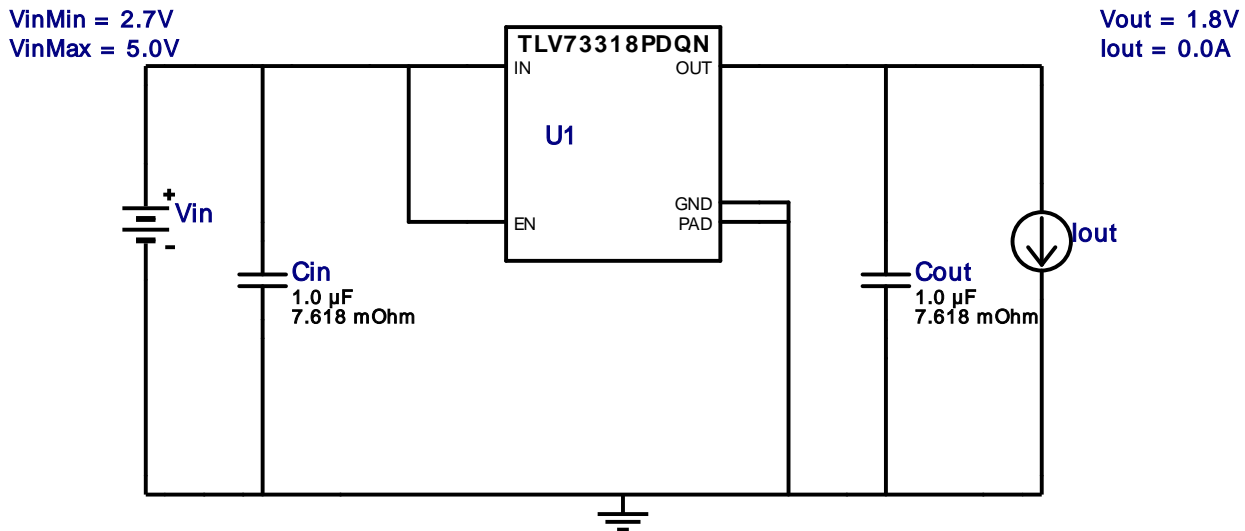 VinMin = 2.7V
VinMax = 5.0V
Vout = 1.8V
Iout = 0.0A
TLV73318PDQN
IN
OUT
U1
GND
EN
PAD
+
Vin
-
Iout
Cin
1.0 µF
7.618 mOhm
Cout
1.0 µF
7.618 mOhm